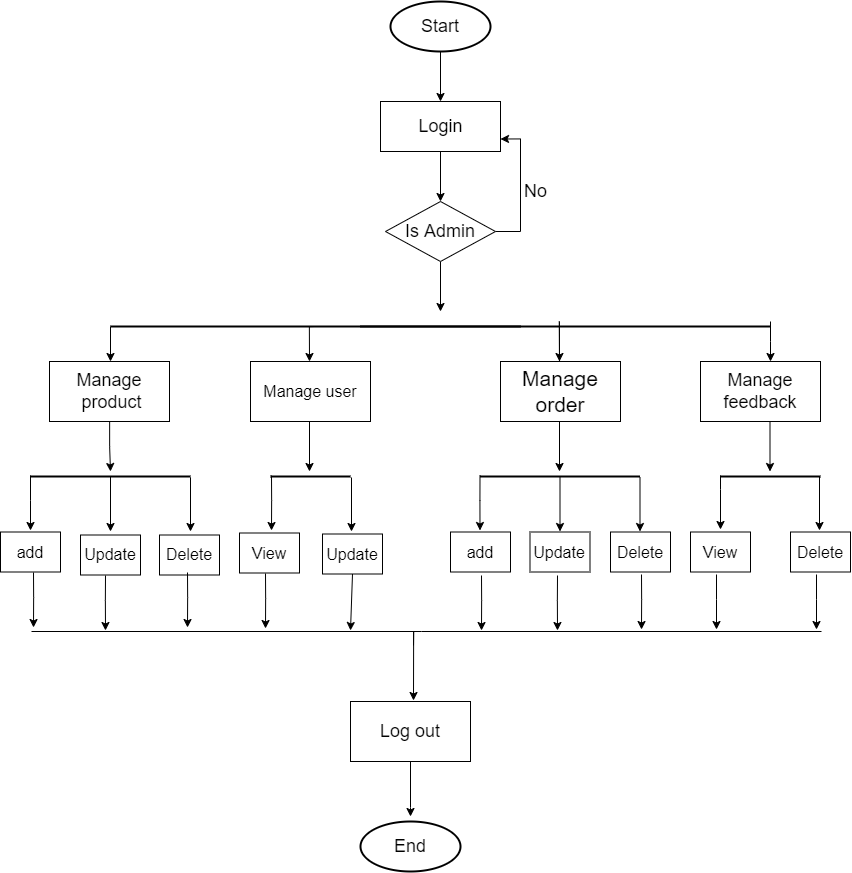 Start
Login
No
Is Admin
Manage
product
Manage user
Manage
order
Manage
feedback
add
Update
Delete
View
Update
add
Update
Delete
View
Delete
Log out
End